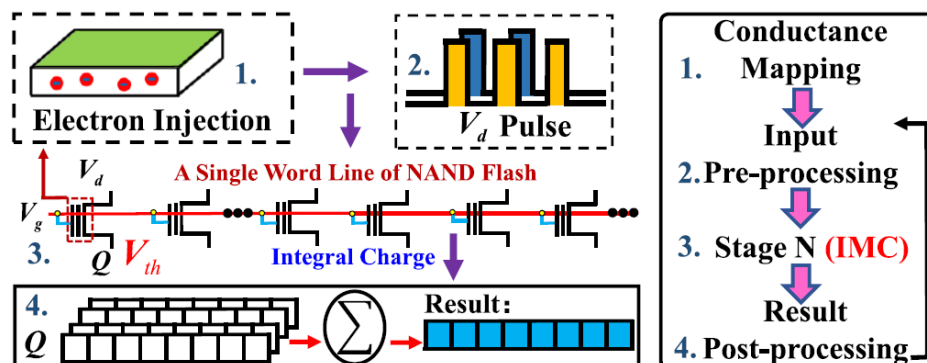 1.
Electron Injection
2.
V_d Pulse
A Single Word Line of NAND Flash
V_d
V_g
3.
Q
V_th
Integral Charge
4.
Q
Σ
Result:
Conductance
1. Mapping
Input
2. Pre-processing
3. Stage N (IMC)
Result
4. Post-processing